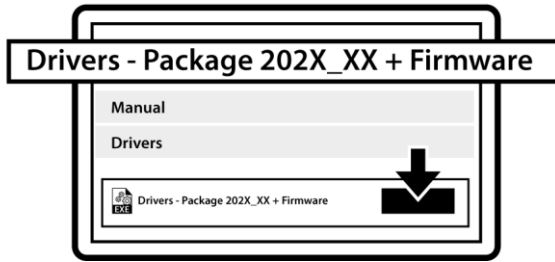 Drivers - Package 202X_XX + Firmware
Manual
Drivers
EXE Drivers - Package 202X_XX + Firmware